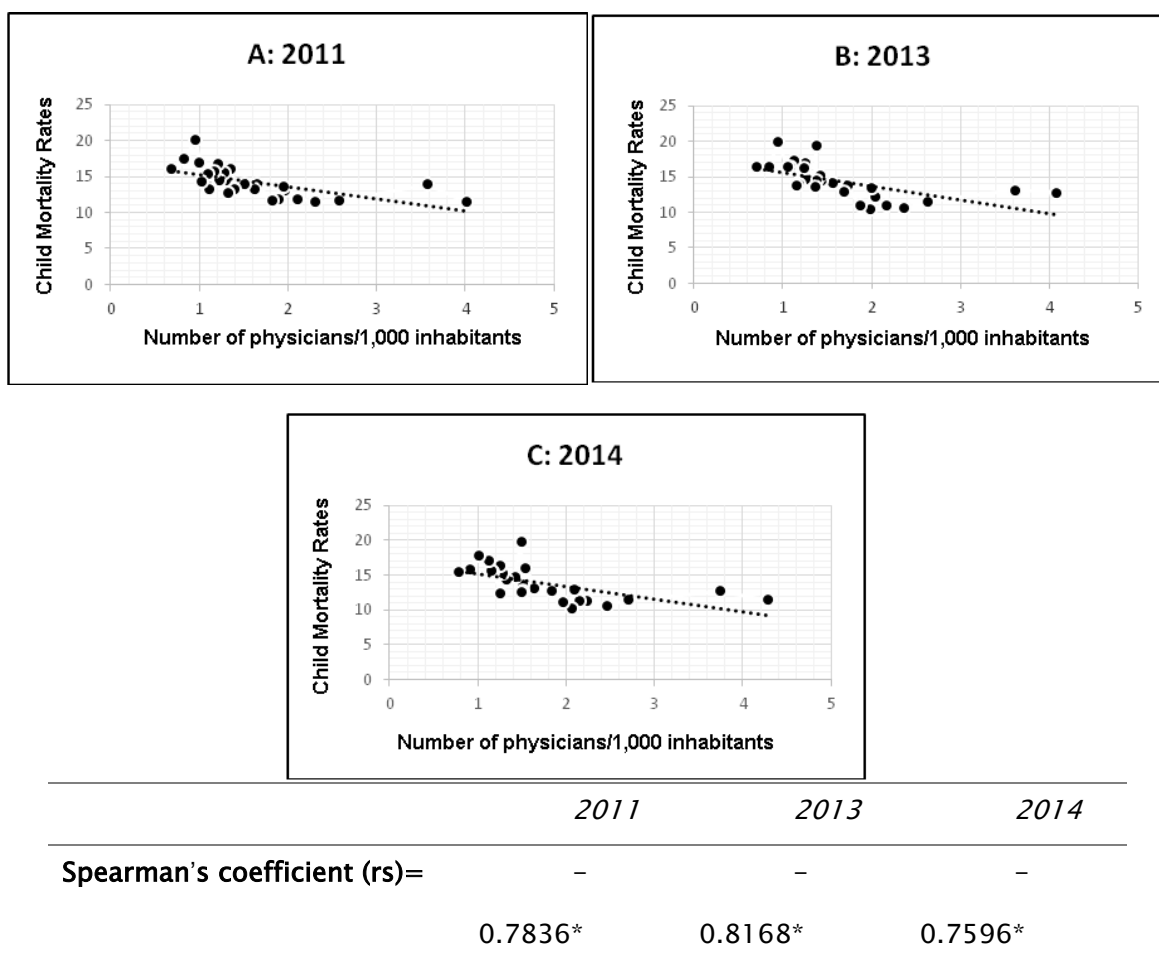 A: 2011
Child Mortality Rates
25
20
15
10
5
0
0 1 2 3 4 5
Number of physicians/1,000 inhabitants
B: 2013
Child Mortality Rates
25
20
15
10
5
0
0 1 2 3 4 5
Number of physicians/1,000 inhabitants
C: 2014
Child Mortality Rates
25
20
15
10
5
0
0 1 2 3 4 5
Number of physicians/1,000 inhabitants
2011 2013 2014
Spearman's coefficient (rs)= – – –
0.7836* 0.8168* 0.7596*